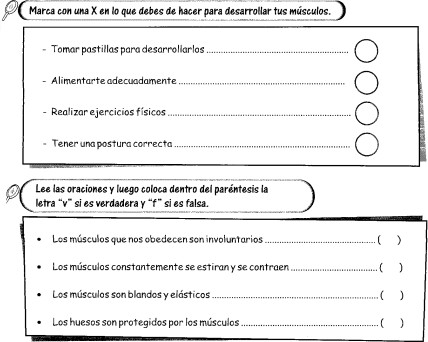 Marca con una X en lo que debes de hacer para desarrollar tus músculos.
- Tomar pastillas para desarrollarlos ........................................................
- Alimentarte adecuadamente ........................................................
- Realizar ejercicios físicos ........................................................
- Tener una postura correcta ........................................................
Lee las oraciones y luego coloca dentro del paréntesis la
letra "v" si es verdadera y "f" si es falsa.
• Los músculos que nos obedecen son involuntarios ........................................ ( )
• Los músculos constantemente se estiran y se contraen ................................ ( )
• Los músculos son blandos y elásticos ........................................................ ( )
• Los huesos son protegidos por los músculos ................................................ ( )